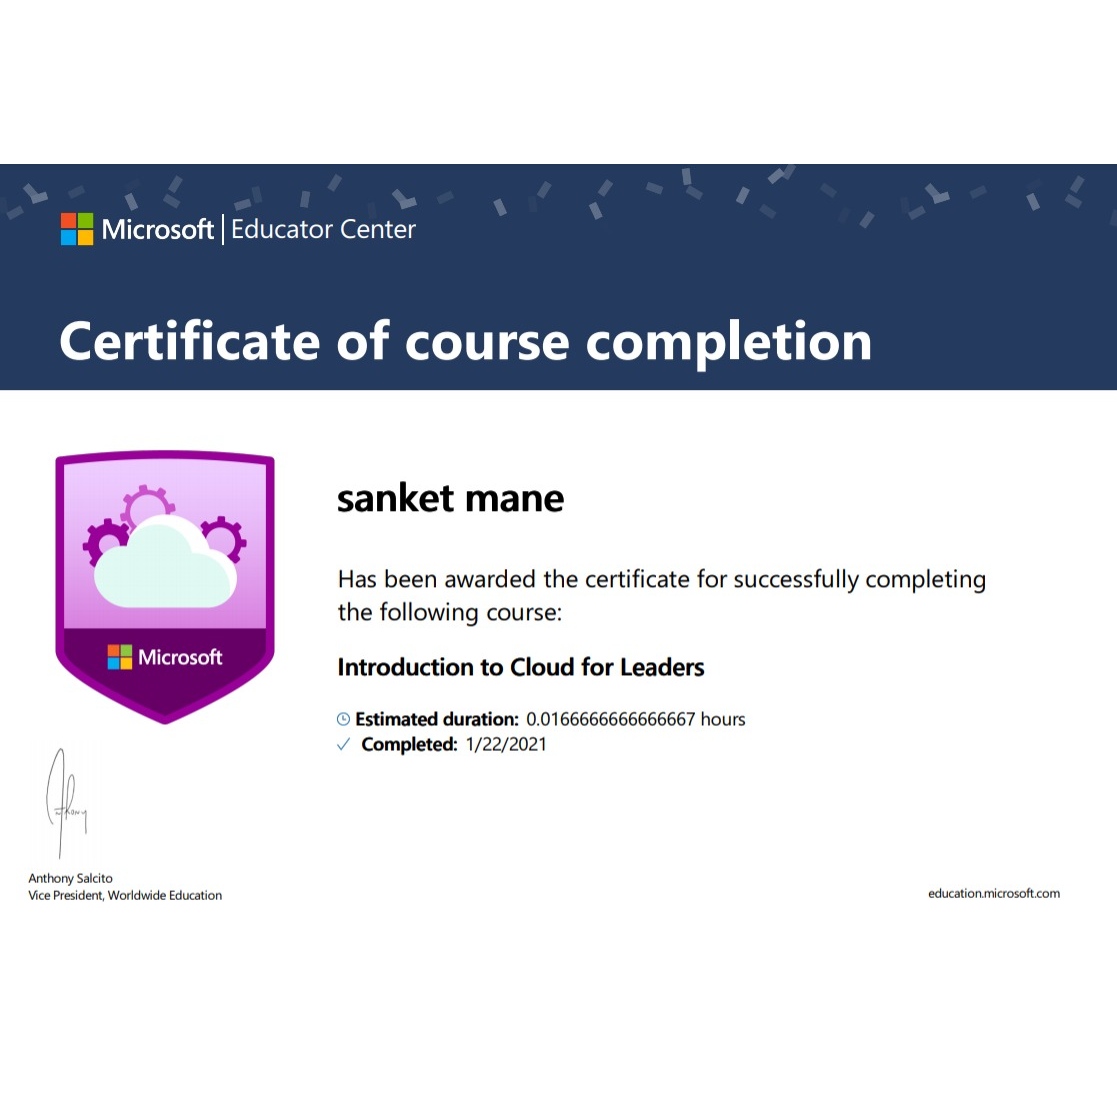 Microsoft | Educator Center
Certificate of course completion
sanket mane
Has been awarded the certificate for successfully completing
the following course:
Introduction to Cloud for Leaders
Estimated duration: 0.0166666666666667 hours
Completed: 1/22/2021
Microsoft
Anthony
Anthony Salcito
Vice President, Worldwide Education
education.microsoft.com